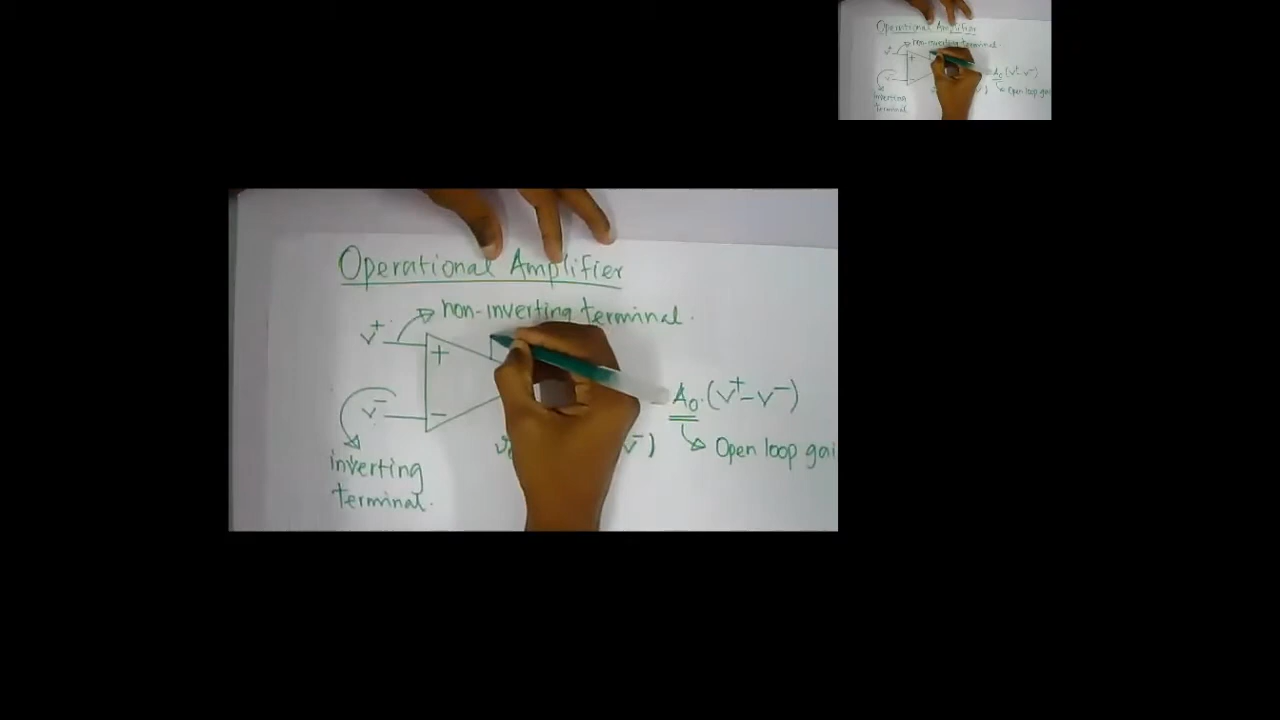 Operational Amplifier
non-inverting terminal.
v+
+
v-
-
A0.(v+-v-)
v-)
Open loop gai
inverting
terminal.